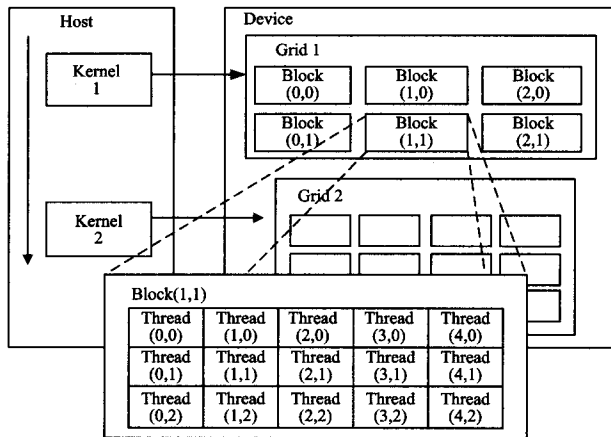 Host
Device
Grid 1
Kernel
1
Block
(0,0)
Block
(1,0)
Block
(2,0)
Block
(0,1)
Block
(1,1)
Block
(2,1)
Grid 2
Kernel
2
Block(1,1)
Thread
(0,0)
Thread
(1,0)
Thread
(2,0)
Thread
(3,0)
Thread
(4,0)
Thread
(0,1)
Thread
(1,1)
Thread
(2,1)
Thread
(3,1)
Thread
(4,1)
Thread
(0,2)
Thread
(1,2)
Thread
(2,2)
Thread
(3,2)
Thread
(4,2)